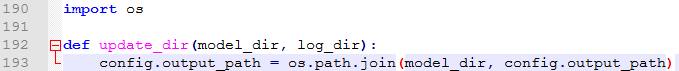 190 import os
191
192 def update_dir(model_dir, log_dir):
193 config.output_path = os.path.join(model_dir, config.output_path)